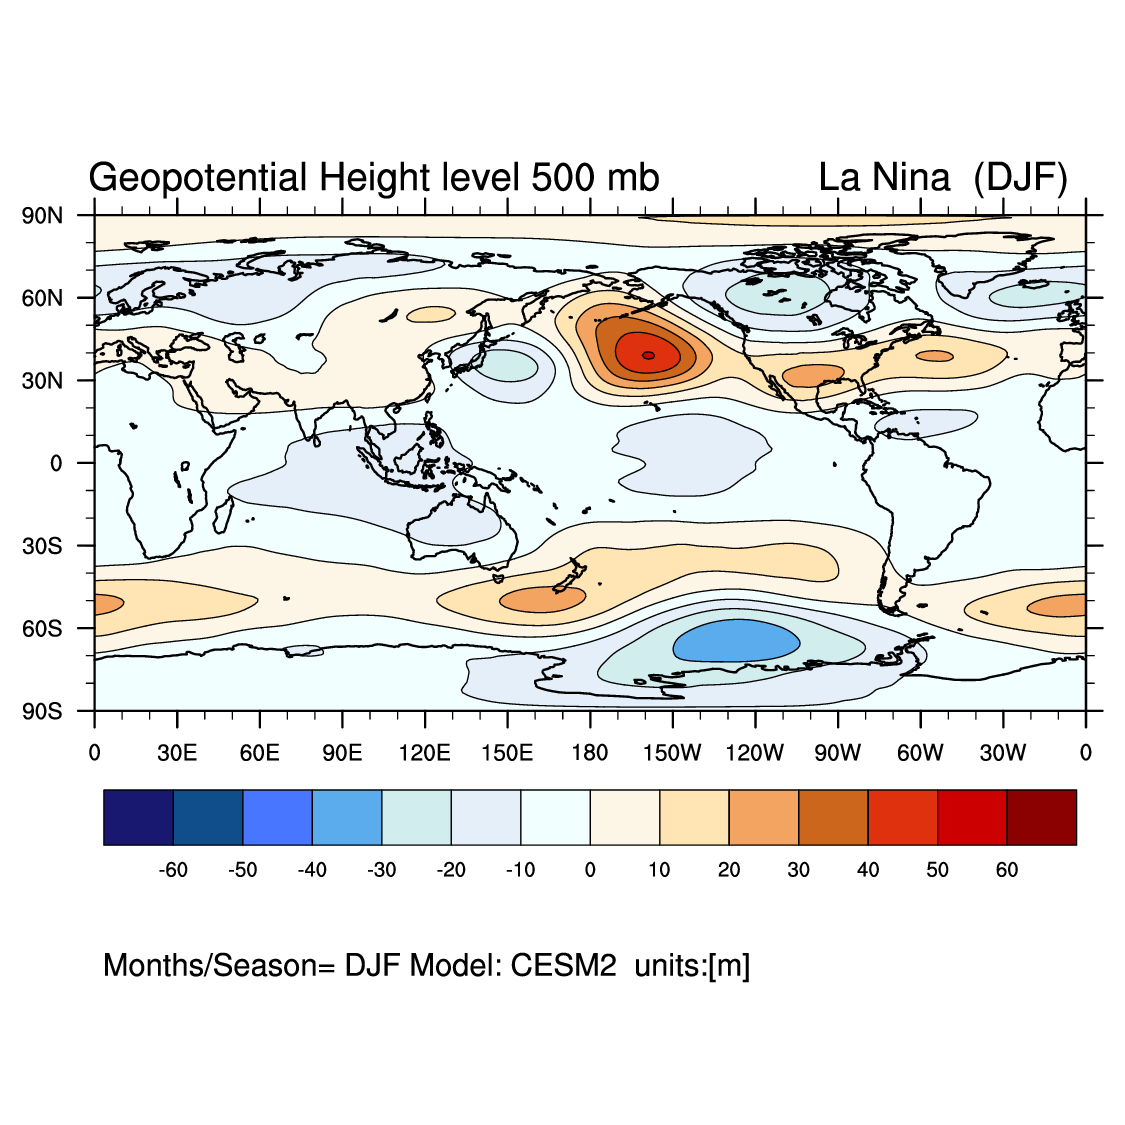 Geopotential Height level 500 mb La Nina (DJF)
90N
60N
30N
0
30S
60S
90S
0 30E 60E 90E 120E 150E 180 150W 120W 90W 60W 30W 0
-60 -50 -40 -30 -20 -10 0 10 20 30 40 50 60
Months/Season= DJF Model: CESM2 units:[m]